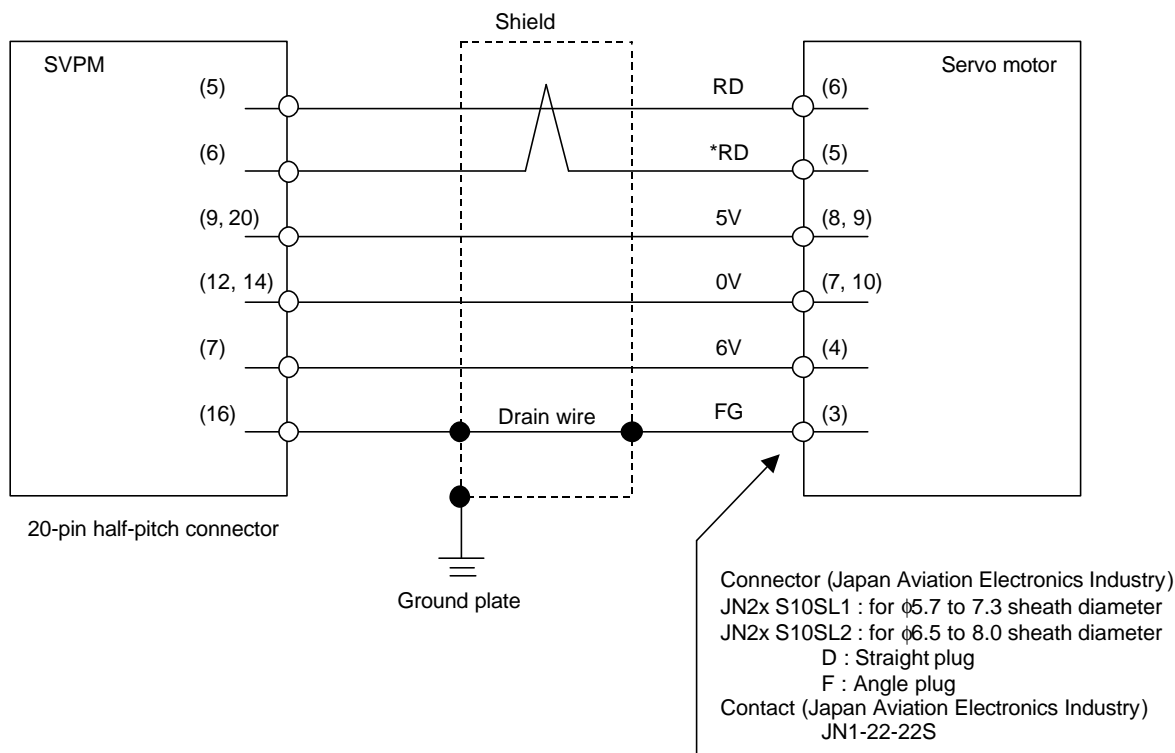 Shield
SVPM
Servo motor
(5)
RD
(6)
(6)
*RD
(5)
(9, 20)
5V
(8, 9)
(12, 14)
0V
(7, 10)
(7)
6V
(4)
(16)
Drain wire
FG
(3)
20-pin half-pitch connector
Ground plate
Connector (Japan Aviation Electronics Industry)
JN2x S10SL1 : for ϕ5.7 to 7.3 sheath diameter
JN2x S10SL2 : for ϕ6.5 to 8.0 sheath diameter
D : Straight plug
F : Angle plug
Contact (Japan Aviation Electronics Industry)
JN1-22-22S